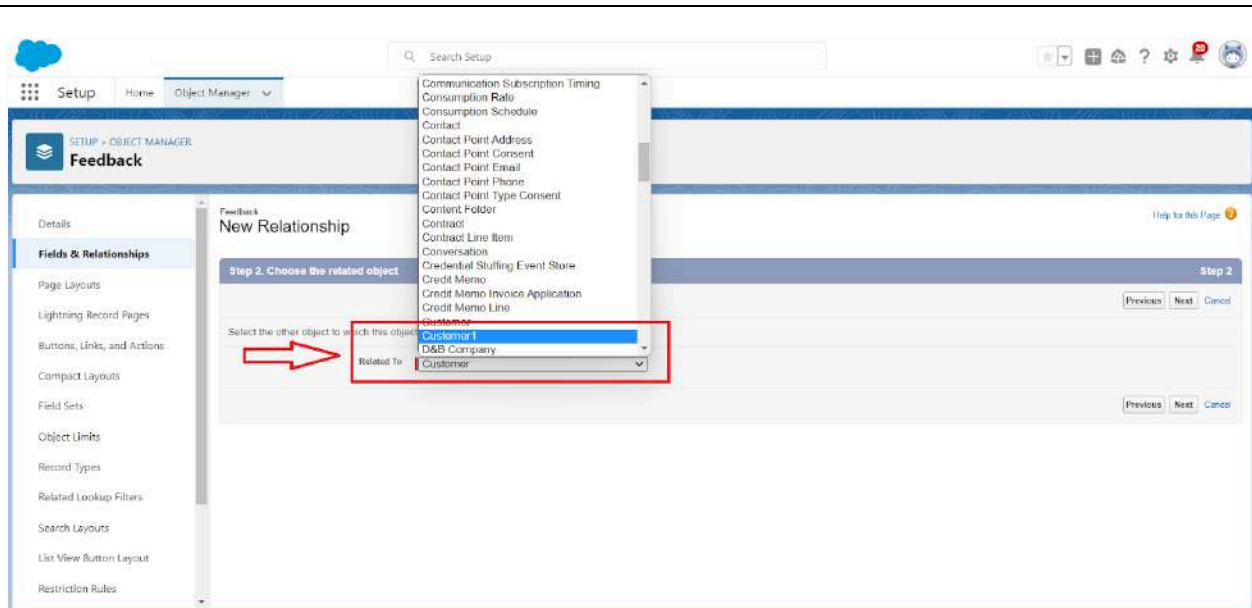 Search Setup
20
Setup
Home
Object Manager
SETUP > OBJECT MANAGER
Feedback
Communication Subscription Timing
Consumption Rate
Consumption Schedule
Contact
Contact Point Address
Contact Point Consent
Contact Point Email
Contact Point Phone
Contact Point Type Consent
Content Folder
Contract
Contract Line Item
Conversation
Credential Stuffing Event Store
Credit Memo
Credit Memo Invoice Application
Credit Memo Line
Customer
Customer1
D&B Company
Details
Fields & Relationships
Page Layouts
Lightning Record Pages
Buttons, Links, and Actions
Compact Layouts
Field Sets
Object Limits
Record Types
Related Lookup Filters
Search Layouts
List View Button Layout
Restriction Rules
Feedback
New Relationship
Help for this Page
Step 2. Choose the related object
Step 2
Previous Next Cancel
Select the other object to which this object
Related To
Customer
Previous Next Cancel